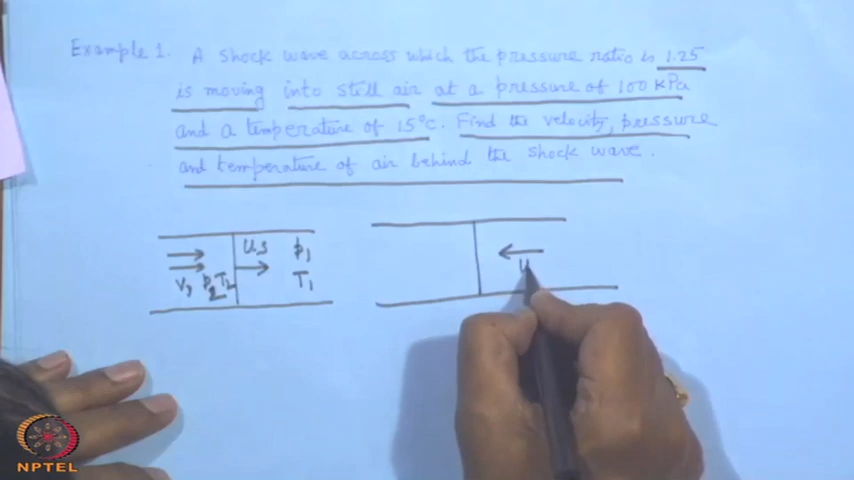 Example 1. A shock wave across which the pressure ratio is 1.25
is moving into still air at a pressure of 100 kPa
and a temperature of 15°C. Find the velocity, pressure
and temperature of air behind the shock wave.
Us p1
V, p2 T2 T1
U
NPTEL